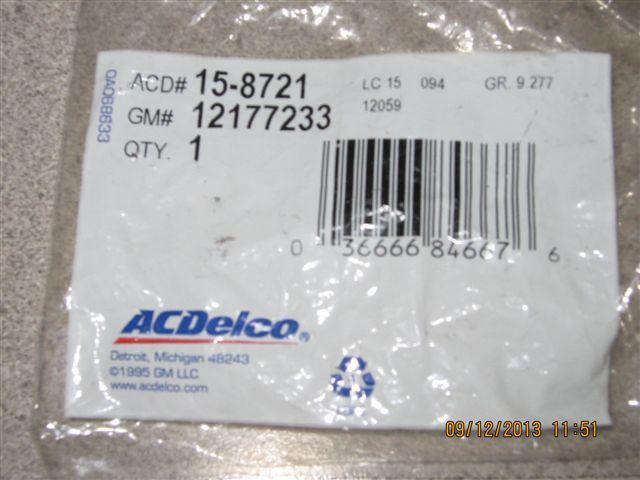 ACD# 15-8721
GM# 12177233
QTY. 1
LC 15 094 GR. 9.277
12059
0A068633
0 36666 84667 6
ACDelco®
Detroit, Michigan 48243
©1995 GM LLC
www.acdelco.com
09/12/2013 11:51